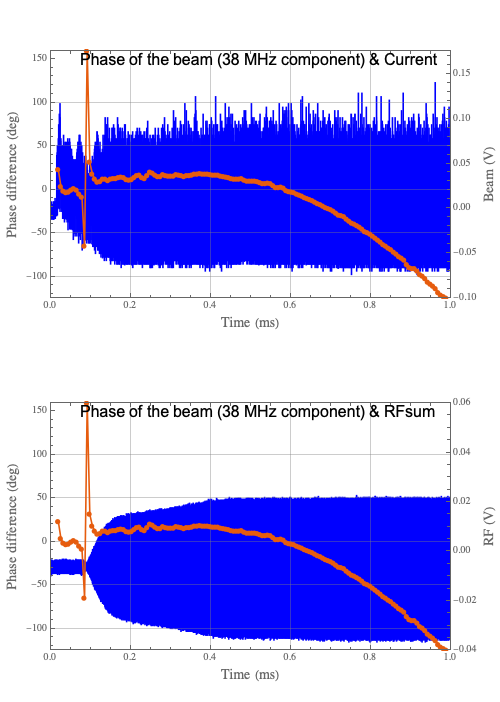 Phase of the beam (38 MHz component) & Current
150
100
50
0
−50
−100
Phase difference (deg)
0.15
0.10
0.05
0.00
−0.05
−0.10
Beam (V)
0.0 0.2 0.4 0.6 0.8 1.0
Time (ms)
Phase of the beam (38 MHz component) & RFsum
150
100
50
0
−50
−100
Phase difference (deg)
0.06
0.04
0.02
0.00
−0.02
−0.04
RF (V)
0.0 0.2 0.4 0.6 0.8 1.0
Time (ms)